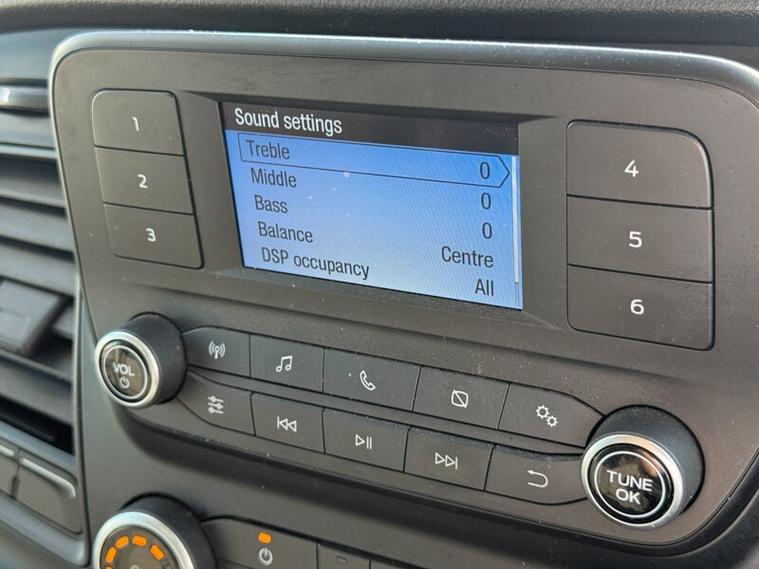 Sound settings
Treble 0
Middle 0
Bass 0
Balance Centre
DSP occupancy All
1
2
3
4
5
6
VOL
TUNE
OK